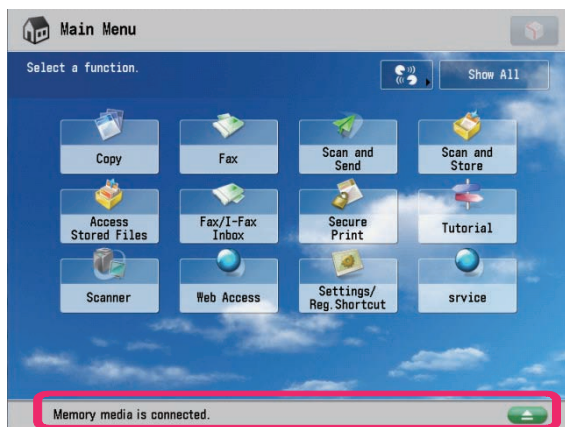 Main Menu
Select a function.
Show All
Copy
Fax
Scan and
Send
Scan and
Store
Access
Stored Files
Fax/I-Fax
Inbox
Secure
Print
Tutorial
Scanner
Web Access
Settings/
Reg.Shortcut
srvice
Memory media is connected.